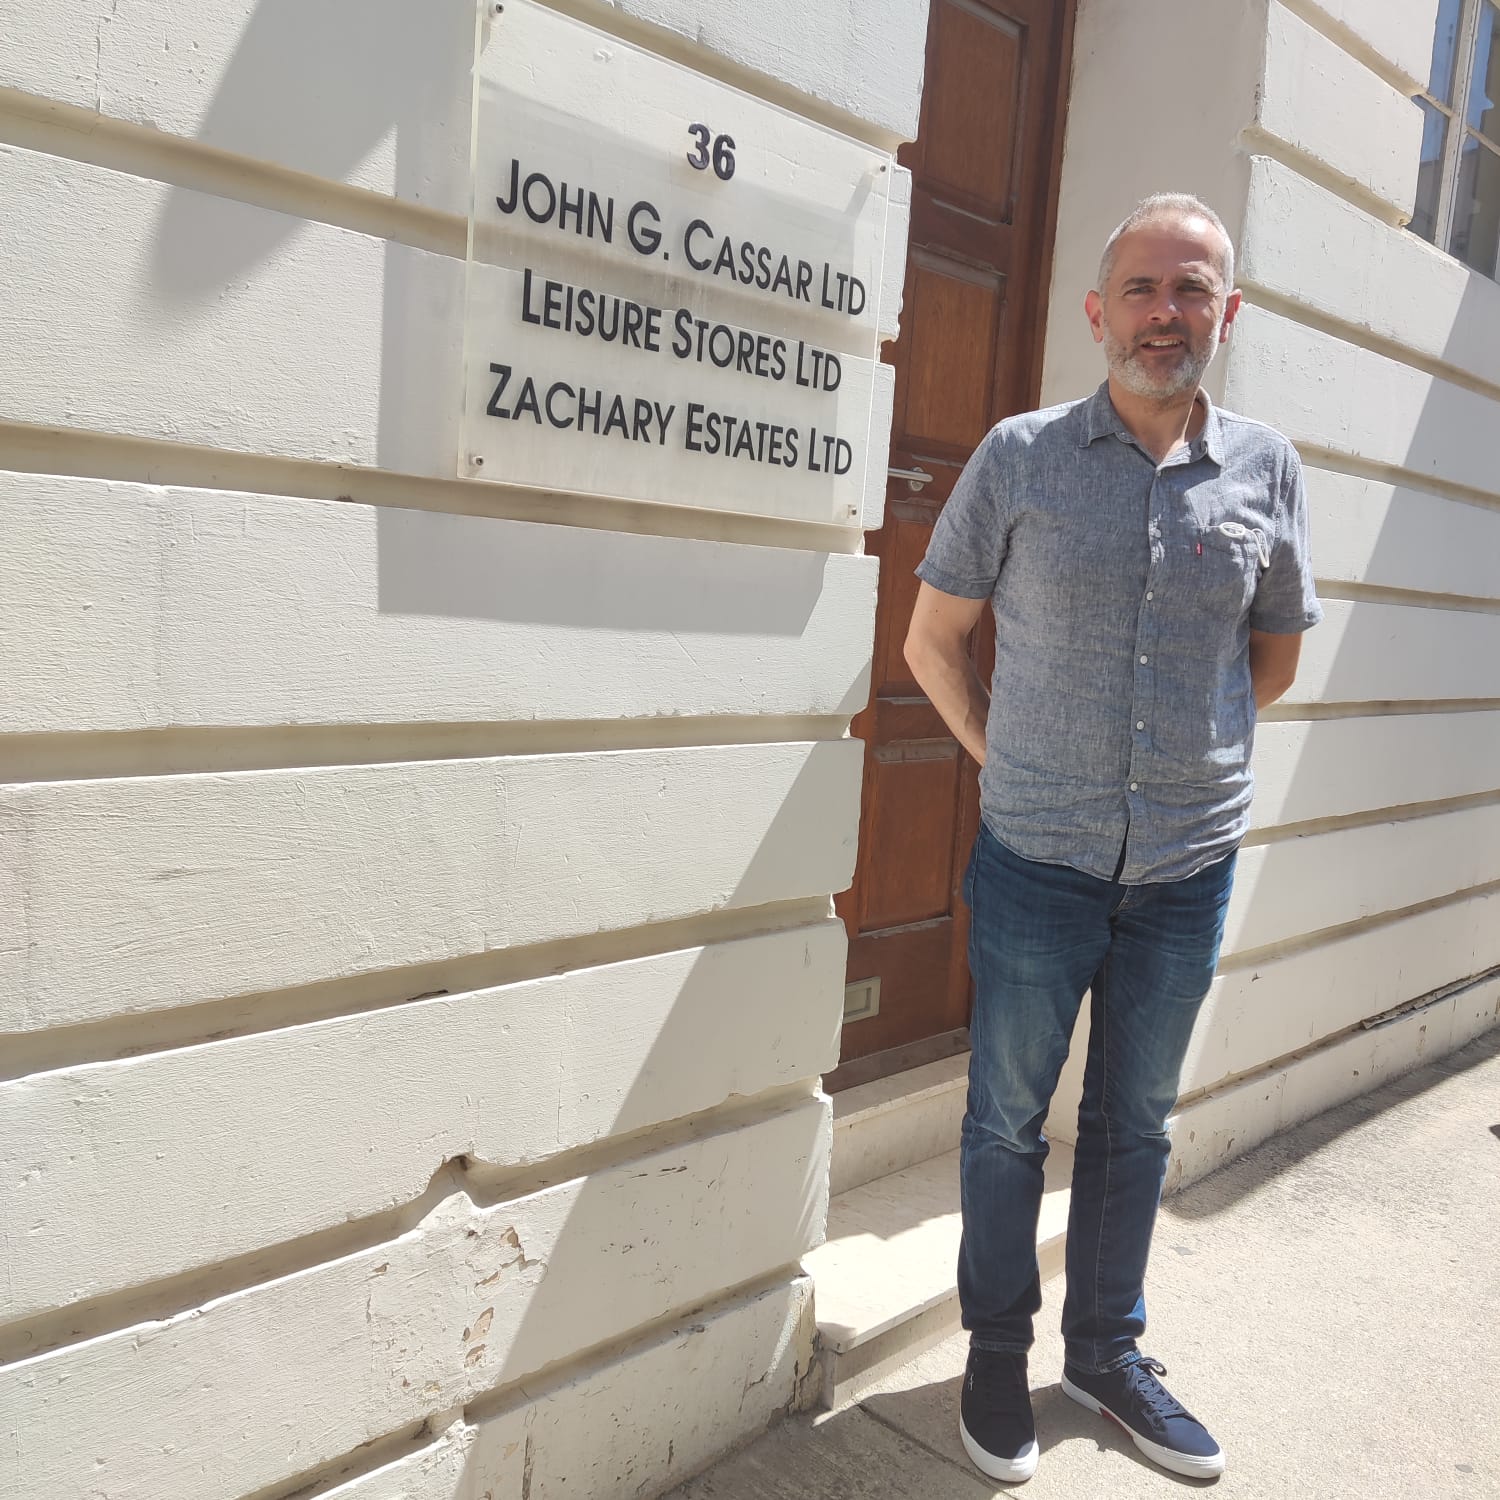 36
JOHN G. CASSAR LTD
LEISURE STORES LTD
ZACHARY ESTATES LTD